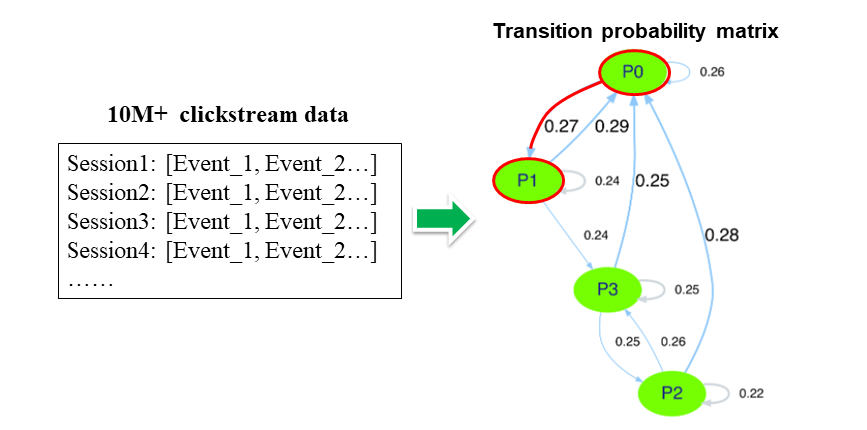 Transition probability matrix
P0
0.26
10M+ clickstream data
0.27
0.29
Session1: [Event_1, Event_2…]
Session2: [Event_1, Event_2…]
Session3: [Event_1, Event_2…]
Session4: [Event_1, Event_2…]
……
P1
0.24
0.25
0.24
0.28
P3
0.25
0.25
0.26
P2
0.22